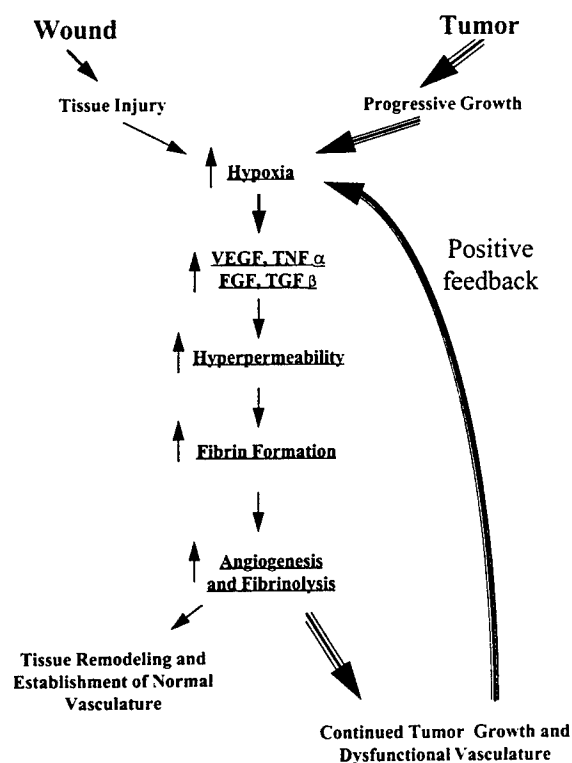 Wound
Tumor
Tissue Injury
Progressive Growth
Hypoxia
VEGF, TNF α
FGF, TGF β
Positive
feedback
Hyperpermeability
Fibrin Formation
Angiogenesis
and Fibrinolysis
Tissue Remodeling and
Establishment of Normal
Vasculature
Continued Tumor Growth and
Dysfunctional Vasculature